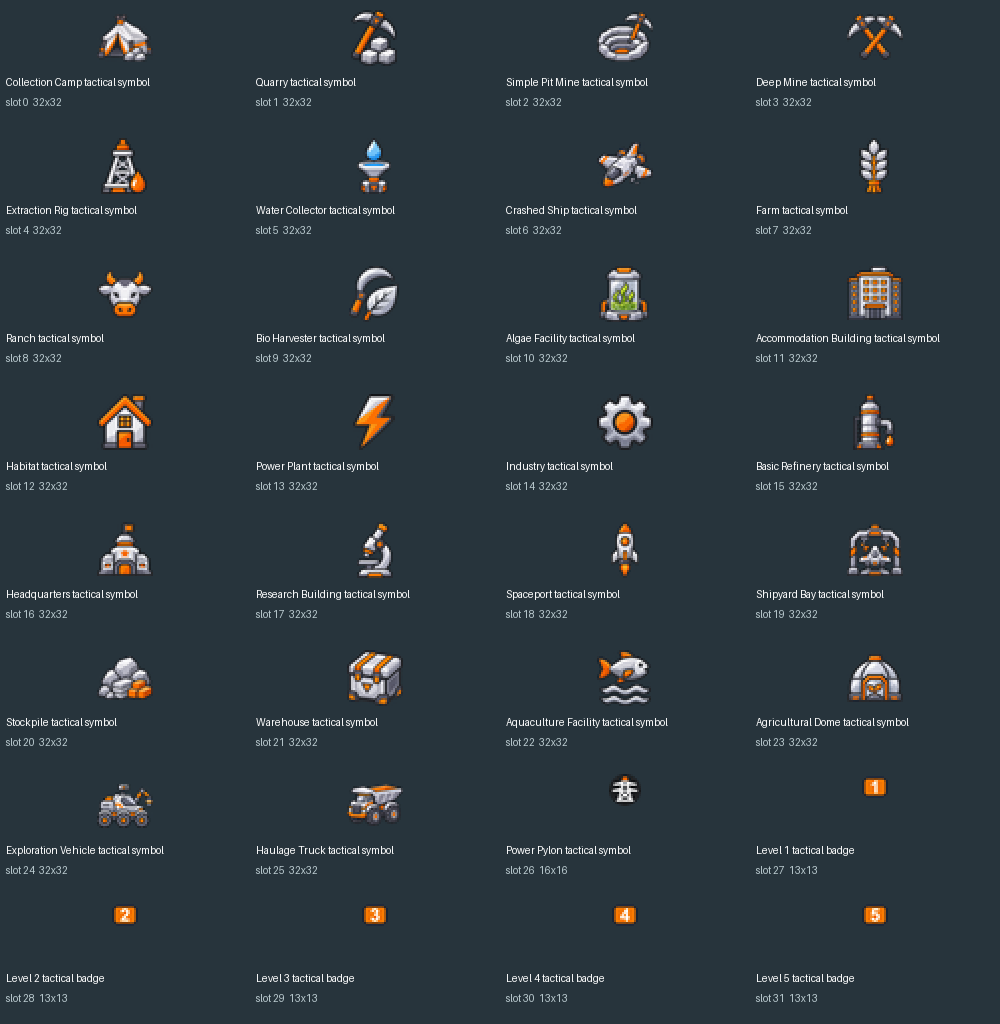 Collection Camp tactical symbol
slot 0 32x32
Quarry tactical symbol
slot 1 32x32
Simple Pit Mine tactical symbol
slot 2 32x32
Deep Mine tactical symbol
slot 3 32x32
Extraction Rig tactical symbol
slot 4 32x32
Water Collector tactical symbol
slot 5 32x32
Crashed Ship tactical symbol
slot 6 32x32
Farm tactical symbol
slot 7 32x32
Ranch tactical symbol
slot 8 32x32
Bio Harvester tactical symbol
slot 9 32x32
Algae Facility tactical symbol
slot 10 32x32
Accommodation Building tactical symbol
slot 11 32x32
Habitat tactical symbol
slot 12 32x32
Power Plant tactical symbol
slot 13 32x32
Industry tactical symbol
slot 14 32x32
Basic Refinery tactical symbol
slot 15 32x32
Headquarters tactical symbol
slot 16 32x32
Research Building tactical symbol
slot 17 32x32
Spaceport tactical symbol
slot 18 32x32
Shipyard Bay tactical symbol
slot 19 32x32
Stockpile tactical symbol
slot 20 32x32
Warehouse tactical symbol
slot 21 32x32
Aquaculture Facility tactical symbol
slot 22 32x32
Agricultural Dome tactical symbol
slot 23 32x32
Exploration Vehicle tactical symbol
slot 24 32x32
Haulage Truck tactical symbol
slot 25 32x32
Power Pylon tactical symbol
slot 26 16x16
1
Level 1 tactical badge
slot 27 13x13
2
Level 2 tactical badge
slot 28 13x13
3
Level 3 tactical badge
slot 29 13x13
4
Level 4 tactical badge
slot 30 13x13
5
Level 5 tactical badge
slot 31 13x13